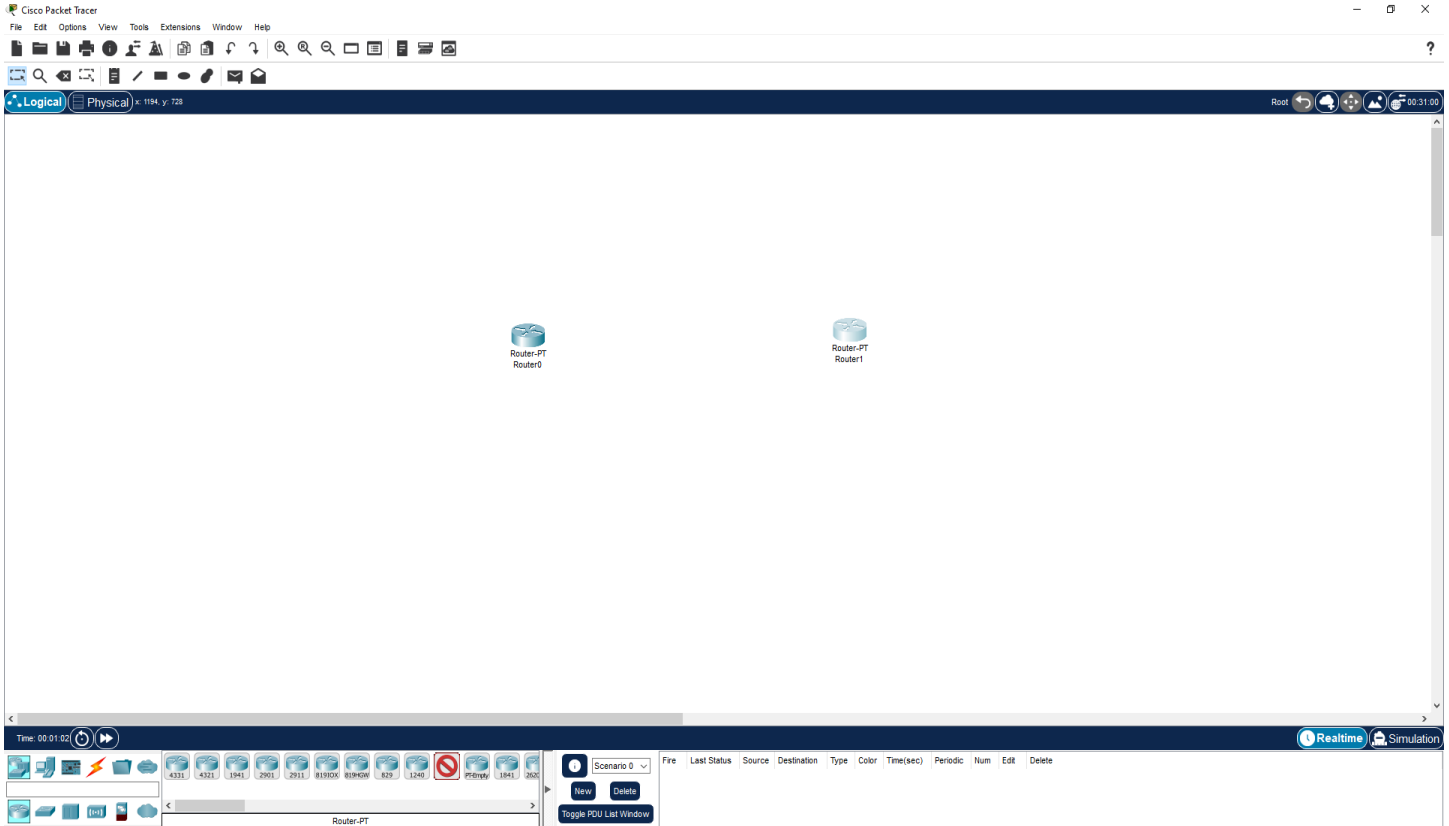 Cisco Packet Tracer
File Edit Options View Tools Extensions Window Help
?
Logical Physical x: 1194, y: 728 Root 00:31:00
Router-PT
Router0
Router-PT
Router1
Time: 00:01:02 Realtime Simulation
4331 4321 1941 2901 2911 819IOX 819HGW 829 1240 PT-Empty 1841 262
Router-PT
Scenario 0
New Delete
Toggle PDU List Window
Fire Last Status Source Destination Type Color Time(sec) Periodic Num Edit Delete